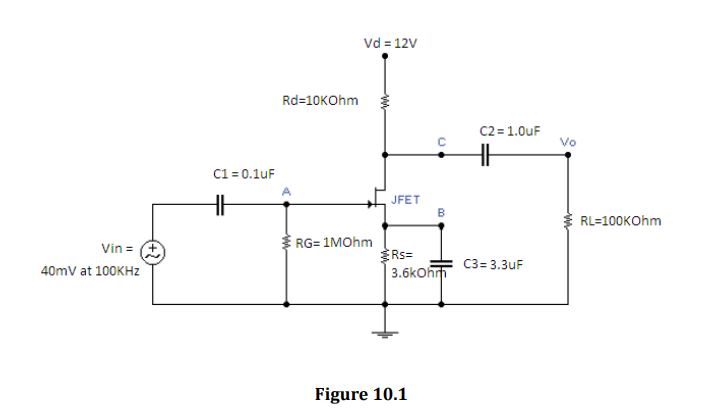 Vd = 12V
Rd=10KOhm
C2 = 1.0uF
C
Vo
C1 = 0.1uF
A
JFET
B
RL=100KOhm
RG= 1MOhm
Vin =
40mV at 100KHz
Rs=
3.6kOhm
C3= 3.3uF
Figure 10.1